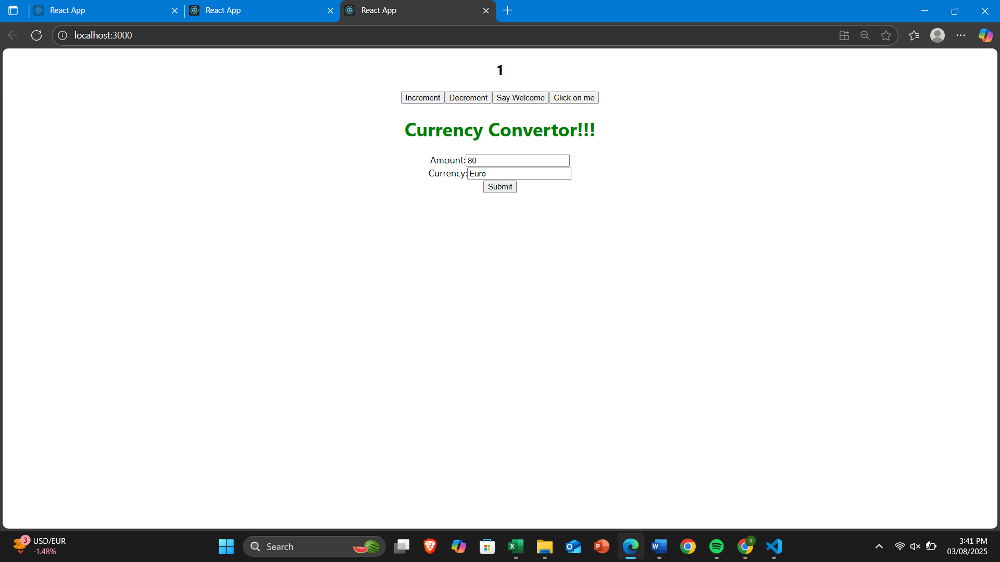 React App
React App
React App
localhost:3000
1
Increment Decrement Say Welcome Click on me
Currency Convertor!!!
Amount: 80
Currency: Euro
Submit
3
USD/EUR
-1.48%
Search
3:41 PM
03/08/2025